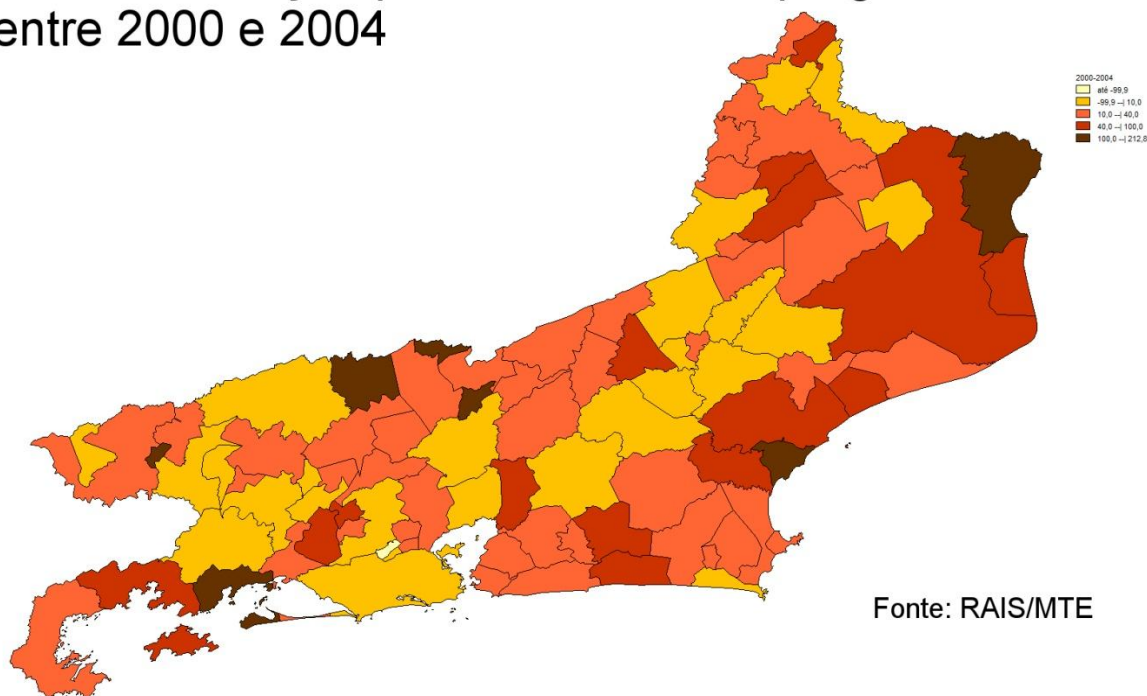 entre 2000 e 2004
2000-2004
até -99,9
-99,9 --| 10,0
10,0 --| 40,0
40,0 --| 100,0
100,0 --| 212,8
Fonte: RAIS/MTE